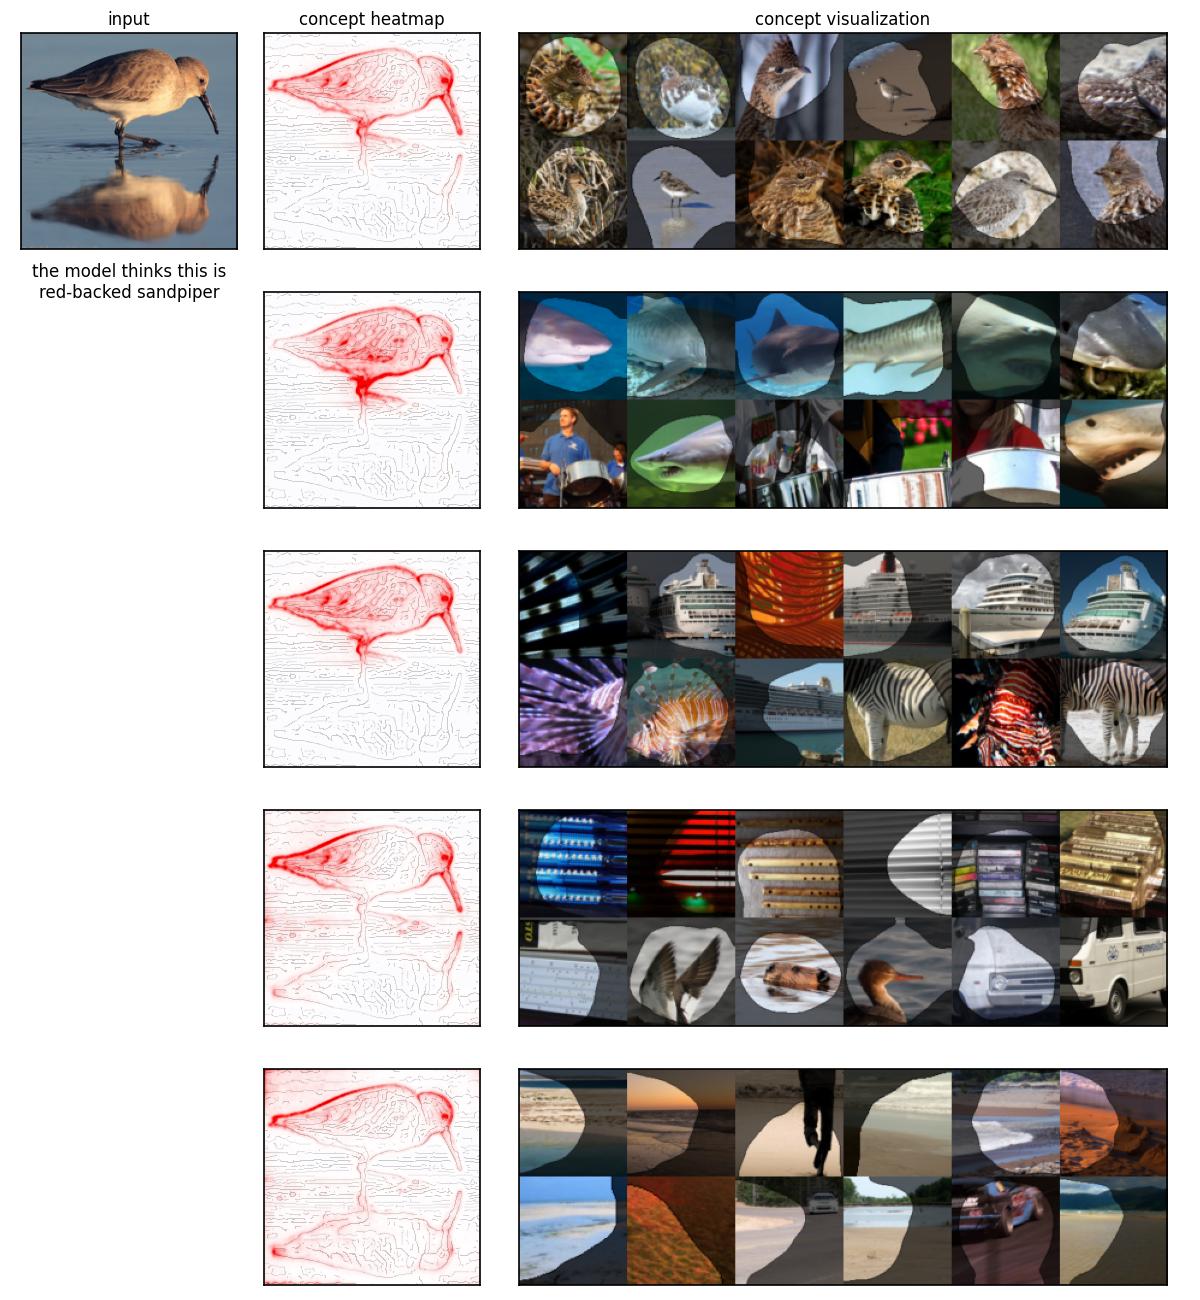 input
concept heatmap
concept visualization
the model thinks this is
red-backed sandpiper